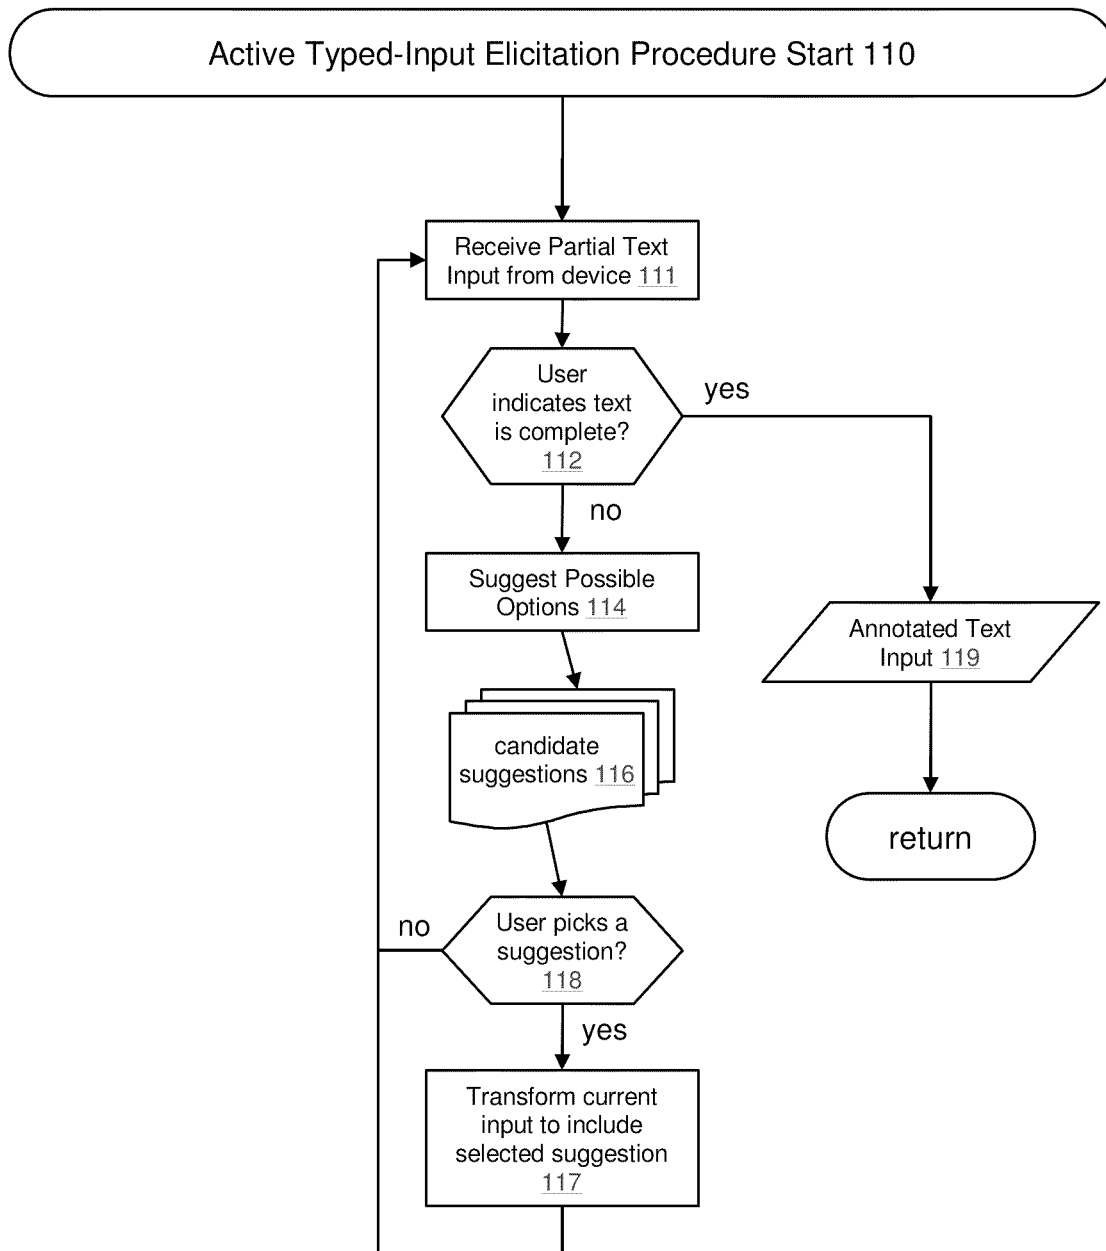 Active Typed-Input Elicitation Procedure Start 110
Receive Partial Text
Input from device 111
User
indicates text
is complete?
112
yes
no
Suggest Possible
Options 114
Annotated Text
Input 119
candidate
suggestions 116
return
no
User picks a
suggestion?
118
yes
Transform current
input to include
selected suggestion
117